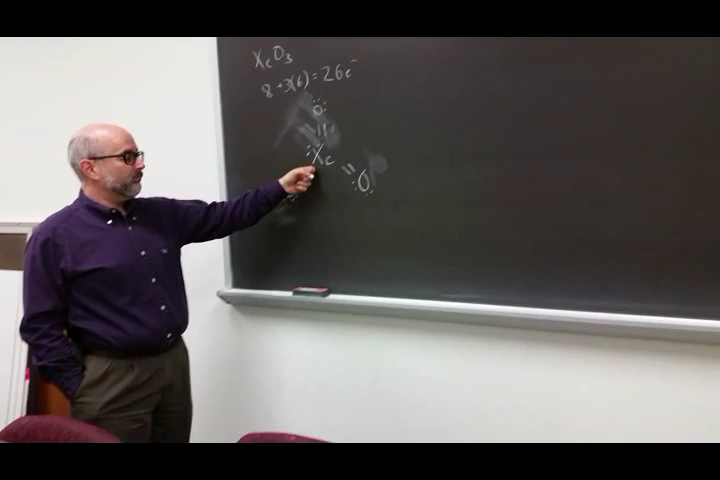 XeO3
8+3(6)=26e-
:O:
||
:Xe
=
:O: